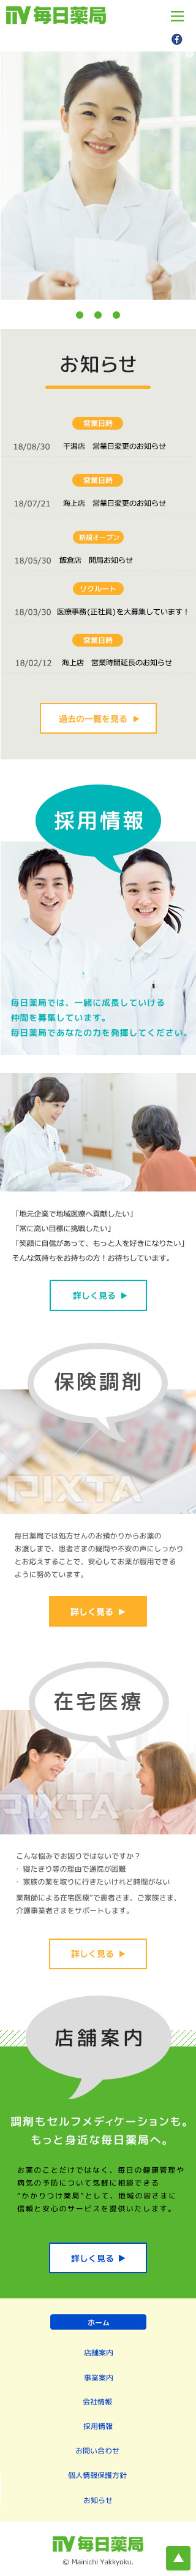 毎日薬局
お知らせ
営業日時
18/08/30 干潟店 営業日変更のお知らせ
営業日時
18/07/21 海上店 営業日変更のお知らせ
新規オープン
18/05/30 飯倉店 開局お知らせ
リクルート
18/03/30 医療事務(正社員)を大募集しています！
営業日時
18/02/12 海上店 営業時間延長のお知らせ
過去の一覧を見る ▶
採用情報
毎日薬局では、一緒に成長していける
仲間を募集しています。
毎日薬局であなたの力を発揮してください。
「地元企業で地域医療へ貢献したい」
「常に高い目標に挑戦したい」
「笑顔に自信があって、もっと人を好きになりたい」
そんな気持ちをお持ちの方！お待ちしています。
詳しく見る ▶
保険調剤
PIXTA
毎日薬局では処方せんのお預かりからお薬の
お渡しまで、患者さまの疑問や不安の声にしっかり
とお応えすることで、安心してお薬が服用できる
ように努めています。
詳しく見る ▶
在宅医療
PIXTA
こんな悩みでお困りではないですか？
・ 寝たきり等の理由で通院が困難
・ 家族の薬を取りに行きたいけれど時間がない
薬剤師による在宅医療"で患者さま、ご家族さま、
介護事業者さまをサポートします。
詳しく見る ▶
店舗案内
調剤もセルフメディケーションも。
もっと身近な毎日薬局へ。
お薬のことだけではなく、毎日の健康管理や
病気の予防について気軽に相談できる
"かかりつけ薬局"として、地域の皆さまに
信頼と安心のサービスを提供いたします。
詳しく見る ▶
ホーム
店舗案内
事業案内
会社情報
採用情報
お問い合わせ
個人情報保護方針
お知らせ
毎日薬局
© Mainichi Yakkyoku.